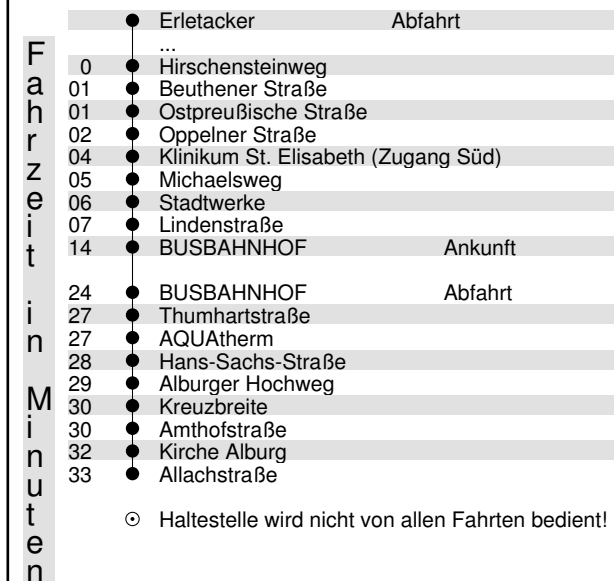 Fahrzeit in Minuten
Erletacker Abfahrt
...
0 Hirschensteinweg
01 Beuthener Straße
01 Ostpreußische Straße
02 Oppelner Straße
04 Klinikum St. Elisabeth (Zugang Süd)
05 Michaelsweg
06 Stadtwerke
07 Lindenstraße
14 BUSBAHNHOF Ankunft
24 BUSBAHNHOF Abfahrt
27 Thumhartstraße
27 AQUAtherm
28 Hans-Sachs-Straße
29 Alburger Hochweg
30 Kreuzbreite
30 Amthofstraße
32 Kirche Alburg
33 Allachstraße
☉ Haltestelle wird nicht von allen Fahrten bedient!